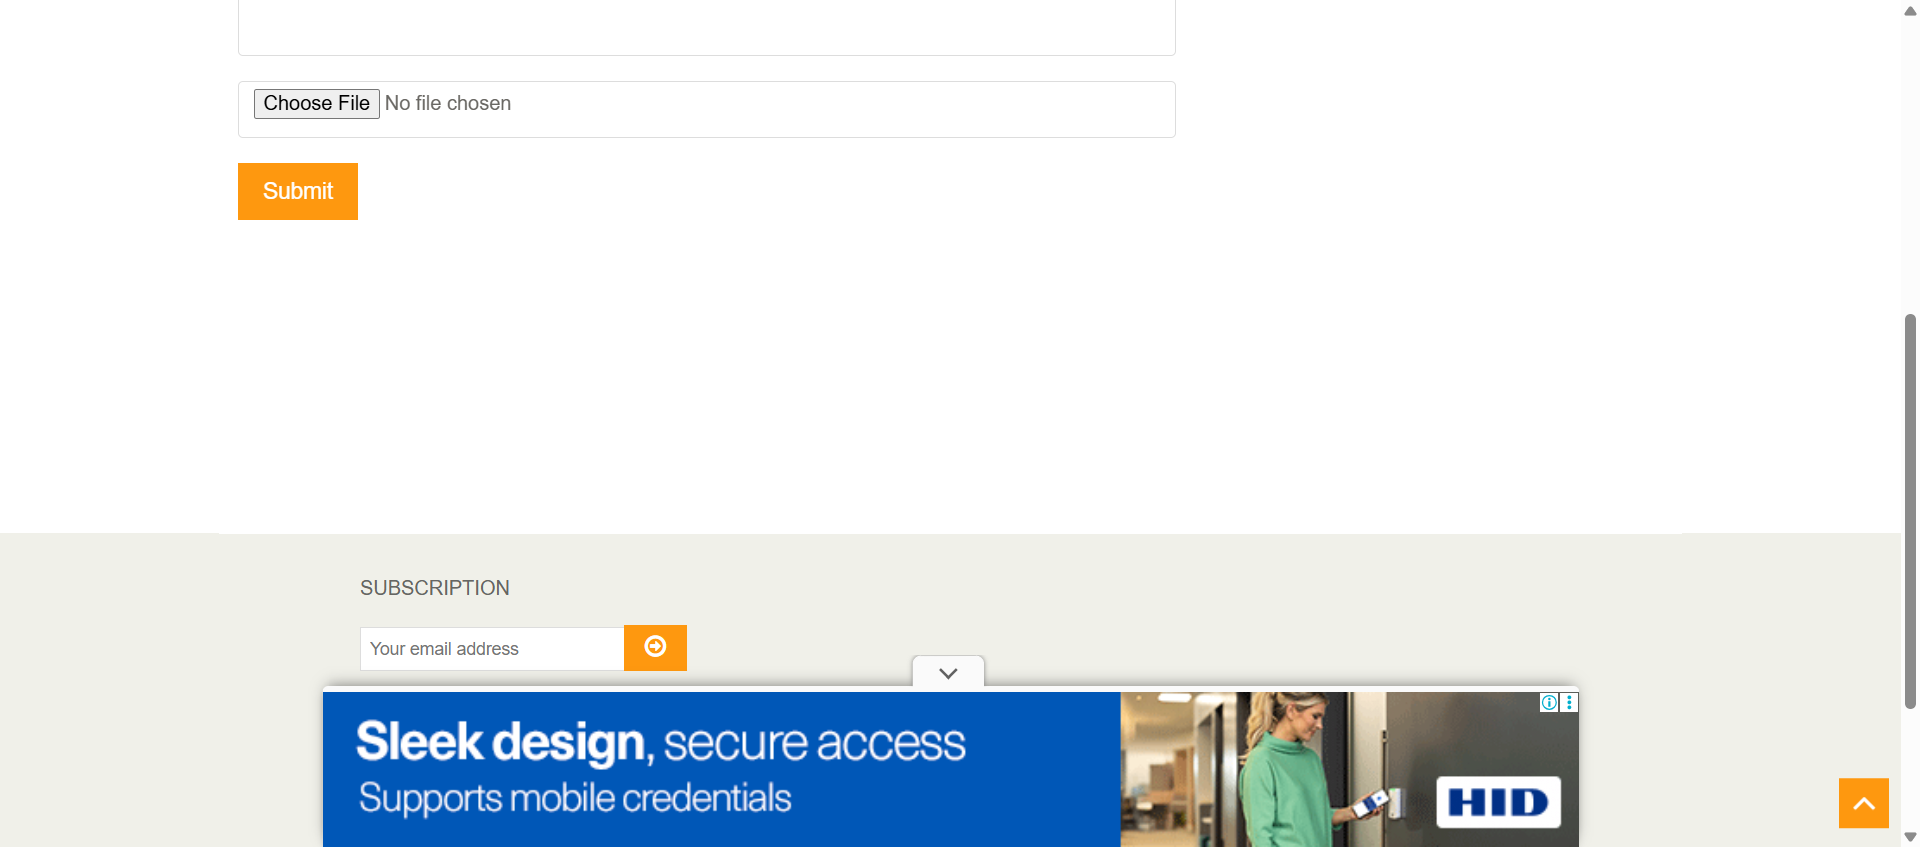 Choose File No file chosen
Submit
SUBSCRIPTION
Your email address
Sleek design, secure access
Supports mobile credentials
HID